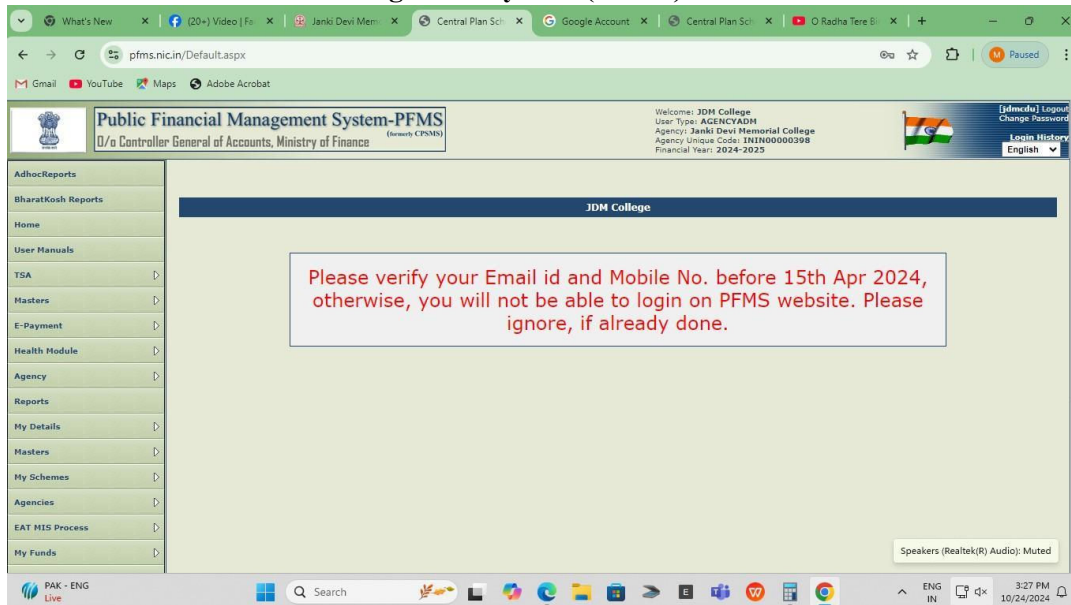 What's New
(20+) Video | Fa
Janki Devi Mem
Central Plan Sch
Google Account
Central Plan Sch
O Radha Tere Bi
pfms.nic.in/Default.aspx
Paused
Gmail
YouTube
Maps
Adobe Acrobat
Public Financial Management System-PFMS
(formerly CPSMS)
O/o Controller General of Accounts, Ministry of Finance
Welcome: JDM College
User Type: AGENCYADM
Agency: Janki Devi Memorial College
Agency Unique Code: ININ00000398
Financial Year: 2024-2025
[jdmcdu] Logout
Change Password
Login History
English
AdhocReports
BharatKosh Reports
Home
User Manuals
TSA
Masters
E-Payment
Health Module
Agency
Reports
My Details
Masters
My Schemes
Agencies
EAT MIS Process
My Funds
JDM College
Please verify your Email id and Mobile No. before 15th Apr 2024,
otherwise, you will not be able to login on PFMS website. Please
ignore, if already done.
Speakers (Realtek(R) Audio): Muted
PAK - ENG
Live
Search
ENG
IN
3:27 PM
10/24/2024